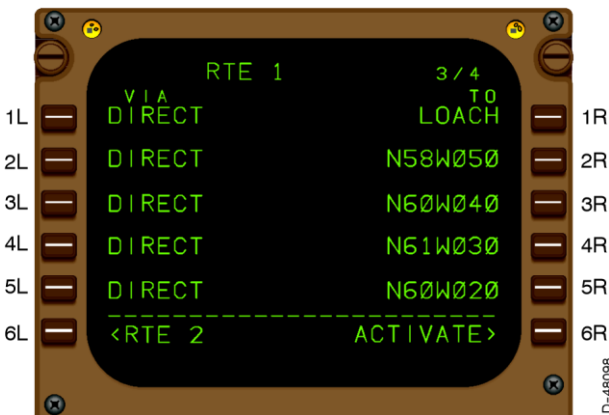 RTE 1 3/4
VIA TO
1L DIRECT LOACH 1R
2L DIRECT N58W050 2R
3L DIRECT N60W040 3R
4L DIRECT N61W030 4R
5L DIRECT N60W020 5R
6L <RTE 2 ACTIVATE> 6R
D-48098